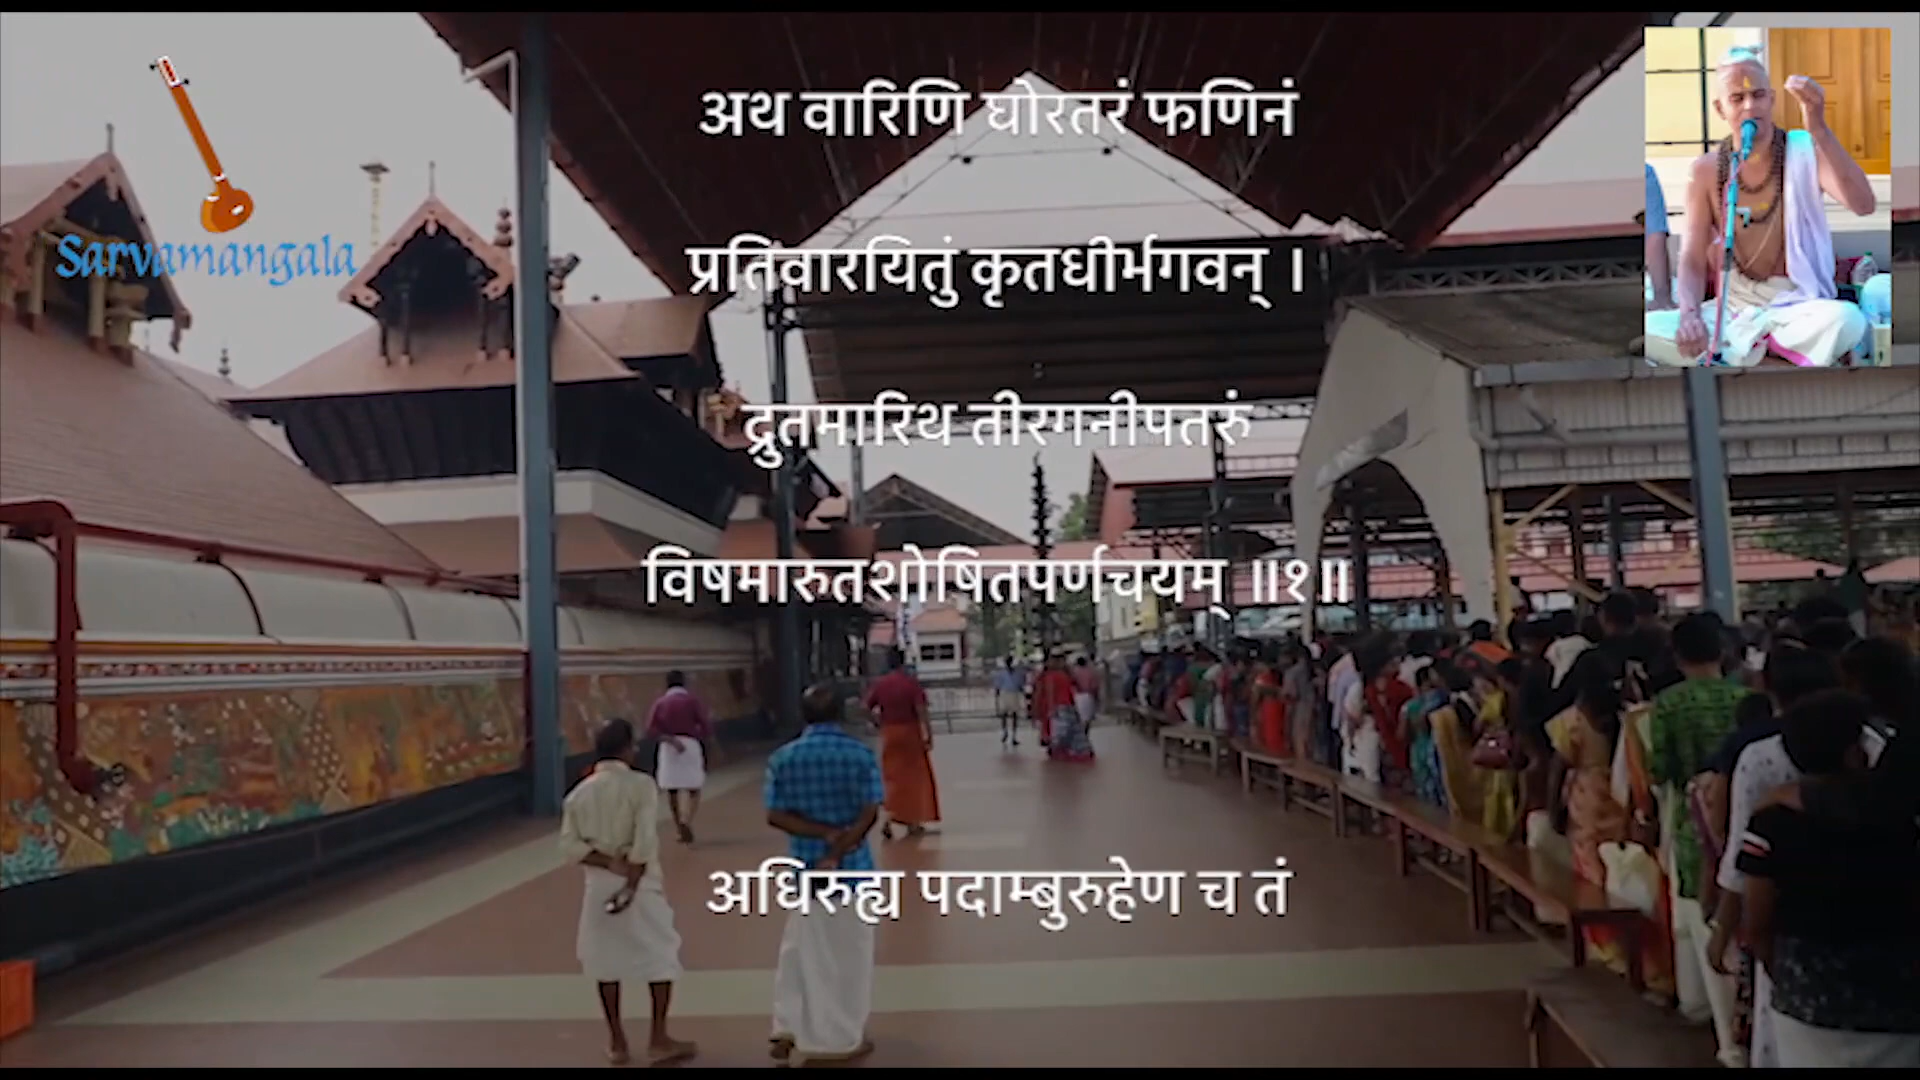 Sarvamangala
अथ वारिणि घोरतरं फणिनं
प्रतिवारयितुं कृतधीर्भगवन् ।
द्रुतमारिथ तीरगनीपतरुं
विषमारुतशोषितपर्णचयम् ॥१॥
अधिरुह्य पदाम्बुरुहेण च तं